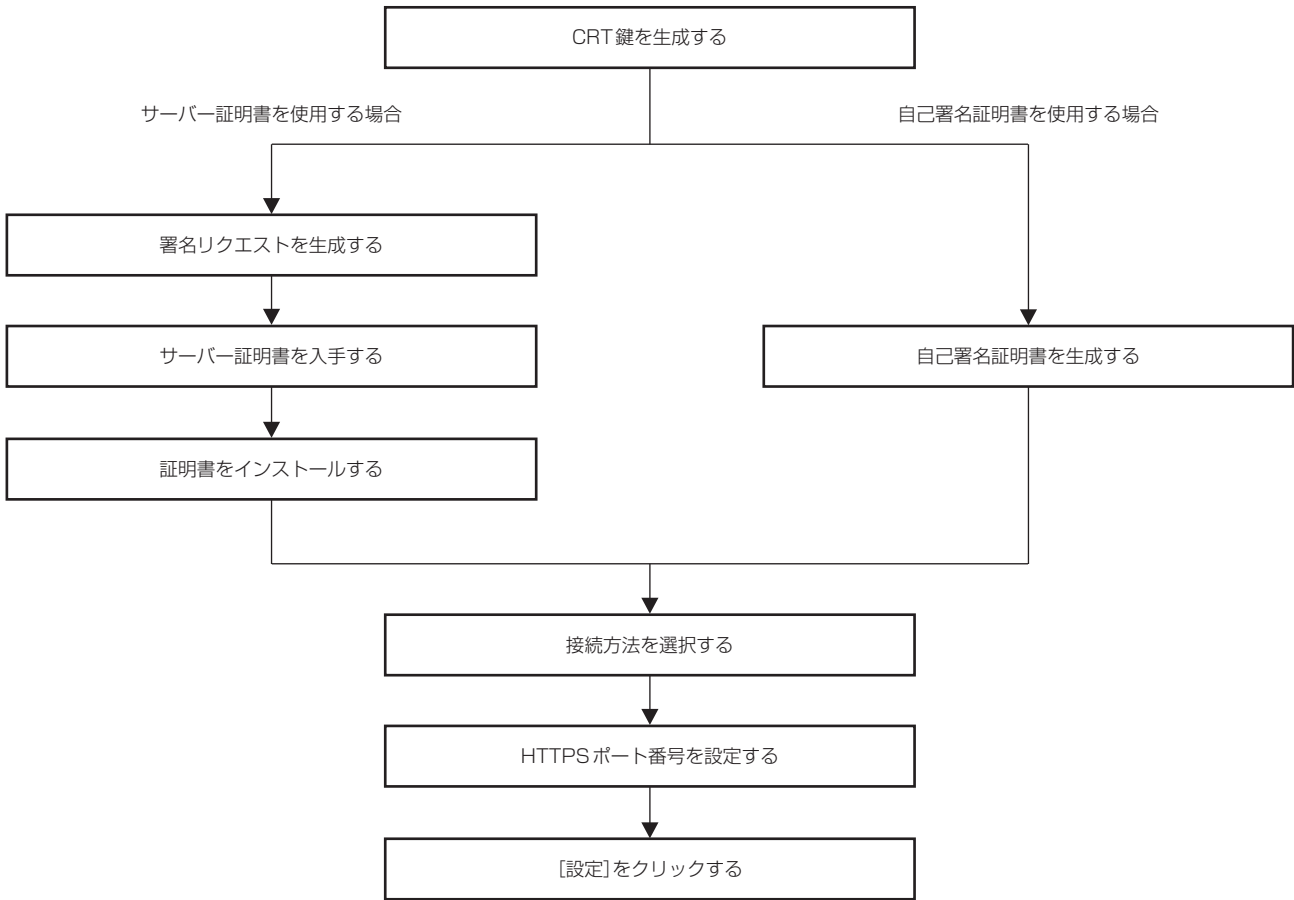 CRT鍵を生成する
サーバー証明書を使用する場合
自己署名証明書を使用する場合
署名リクエストを生成する
サーバー証明書を入手する
自己署名証明書を生成する
証明書をインストールする
接続方法を選択する
HTTPSポート番号を設定する
[設定]をクリックする